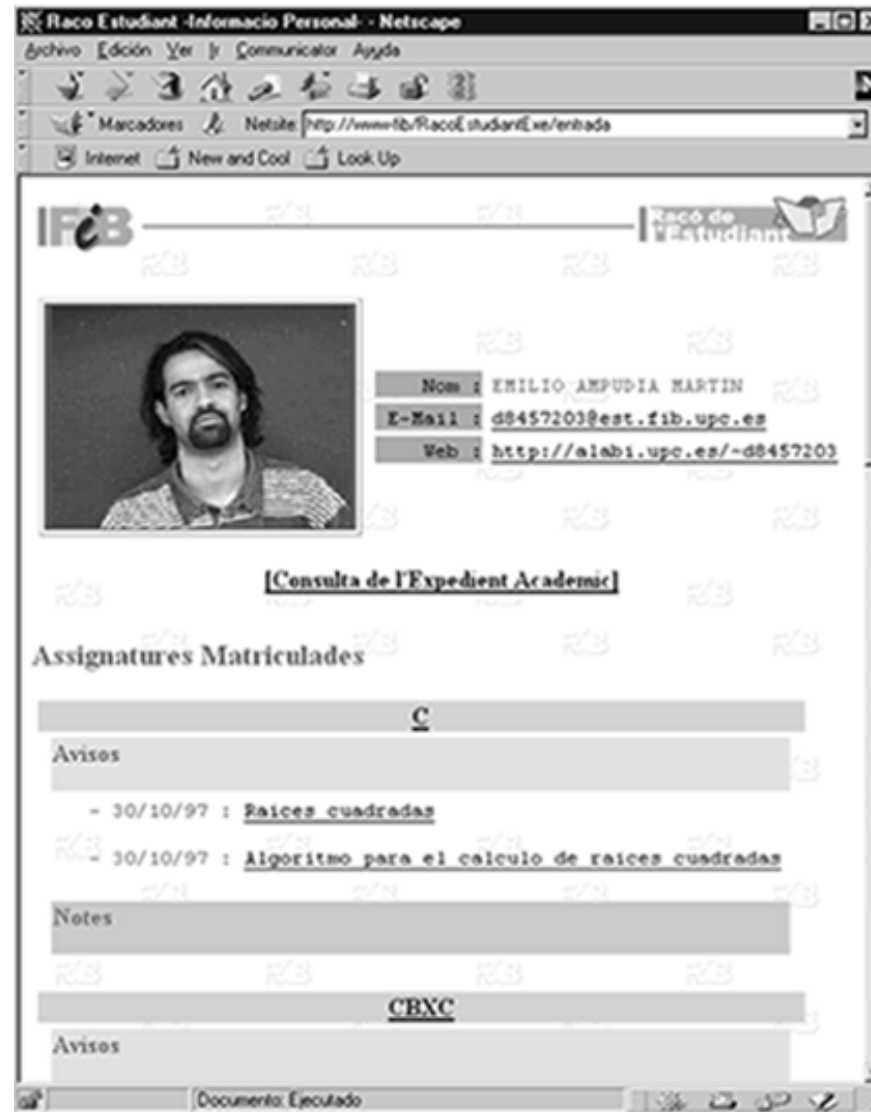 Raco Estudiant -Informacio Personal- - Netscape
Archivo Edición Ver Ir Communicator Ayuda
Marcadores Netsite: http://www-fib/RacoEstudiantExe/entrada
Internet New and Cool Look Up
FiB
Racó de
l'Estudiant
Nom : EMILIO AMPUDIA MARTIN
E-Mail : d8457203@est.fib.upc.es
Web : http://alabi.upc.es/~d8457203
[Consulta de l'Expedient Academic]
Assignatures Matriculades
C
Avisos
- 30/10/97 : Raices cuadradas
- 30/10/97 : Algoritmo para el calculo de raices cuadradas
Notes
CBXC
Avisos
Documento: Ejecutado